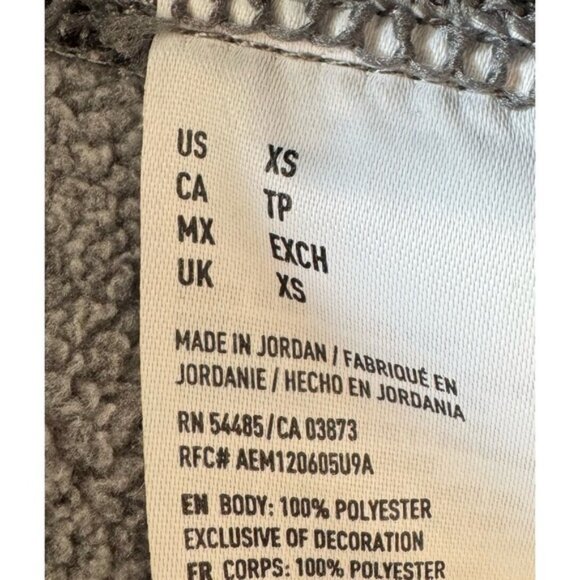 US XS
CA TP
MX EXCH
UK XS
MADE IN JORDAN / FABRIQUÉ EN
JORDANIE / HECHO EN JORDANIA
RN 54485/CA 03873
RFC# AEM120605U9A
EN BODY: 100% POLYESTER
EXCLUSIVE OF DECORATION
FR CORPS: 100% POLYESTER